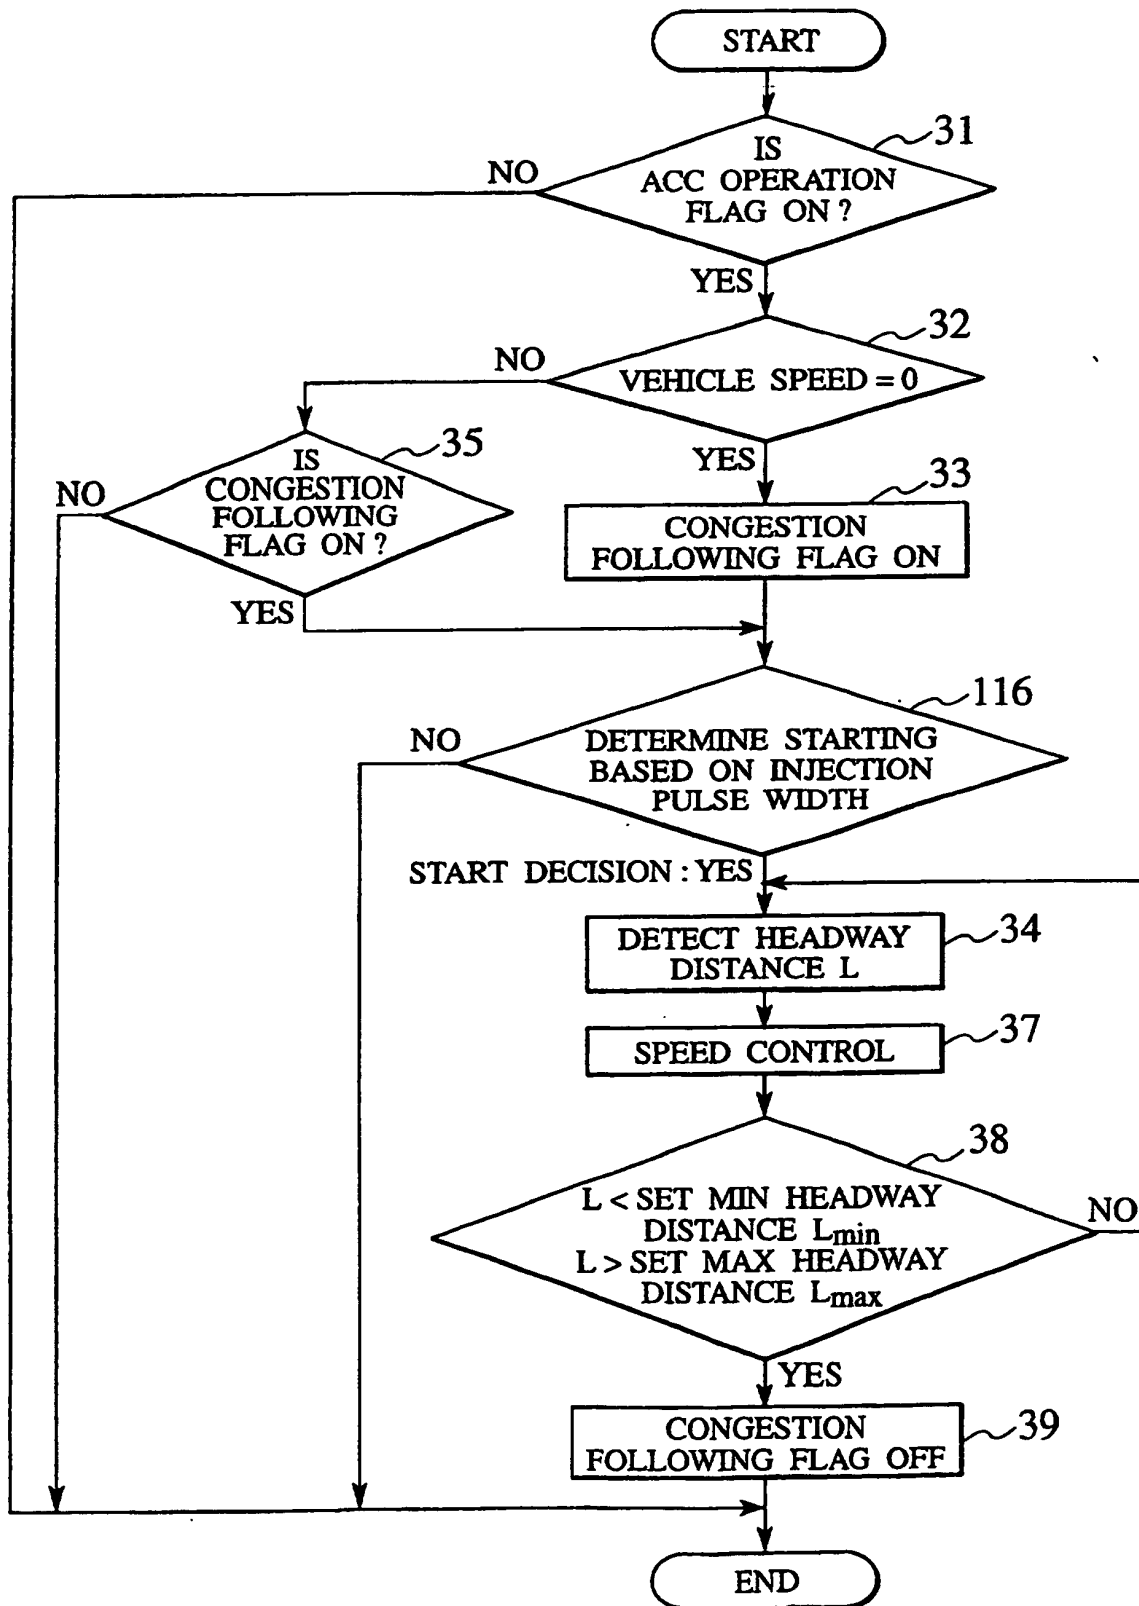 START
31
IS
ACC OPERATION
FLAG ON ?
NO
YES
32
VEHICLE SPEED = 0
NO
YES
35
IS
CONGESTION
FOLLOWING
FLAG ON ?
NO
YES
33
CONGESTION
FOLLOWING FLAG ON
116
DETERMINE STARTING
BASED ON INJECTION
PULSE WIDTH
NO
START DECISION : YES
DETECT HEADWAY
DISTANCE L
34
SPEED CONTROL
37
38
L < SET MIN HEADWAY
DISTANCE Lmin
L > SET MAX HEADWAY
DISTANCE Lmax
NO
YES
CONGESTION
FOLLOWING FLAG OFF
39
END